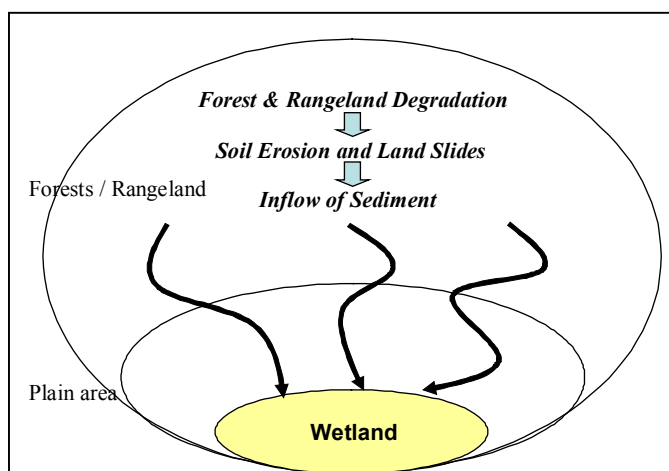 Forest & Rangeland Degradation
Soil Erosion and Land Slides
Forests / Rangeland
Inflow of Sediment
Plain area
Wetland